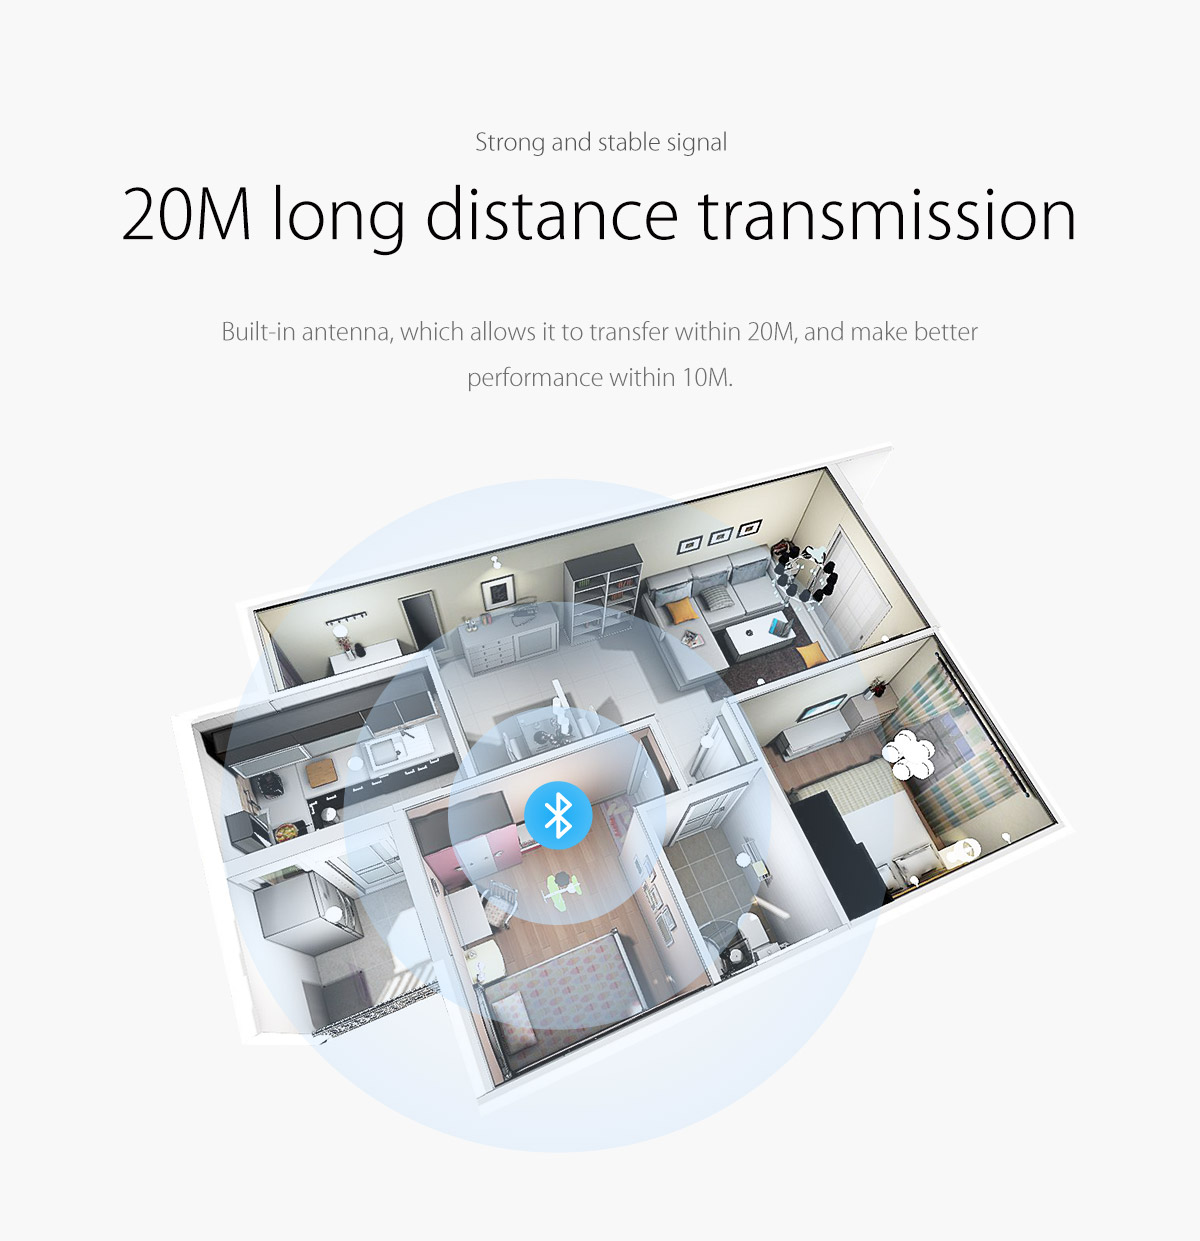 Strong and stable signal
20M long distance transmission
Built-in antenna, which allows it to transfer within 20M, and make better
performance within 10M.